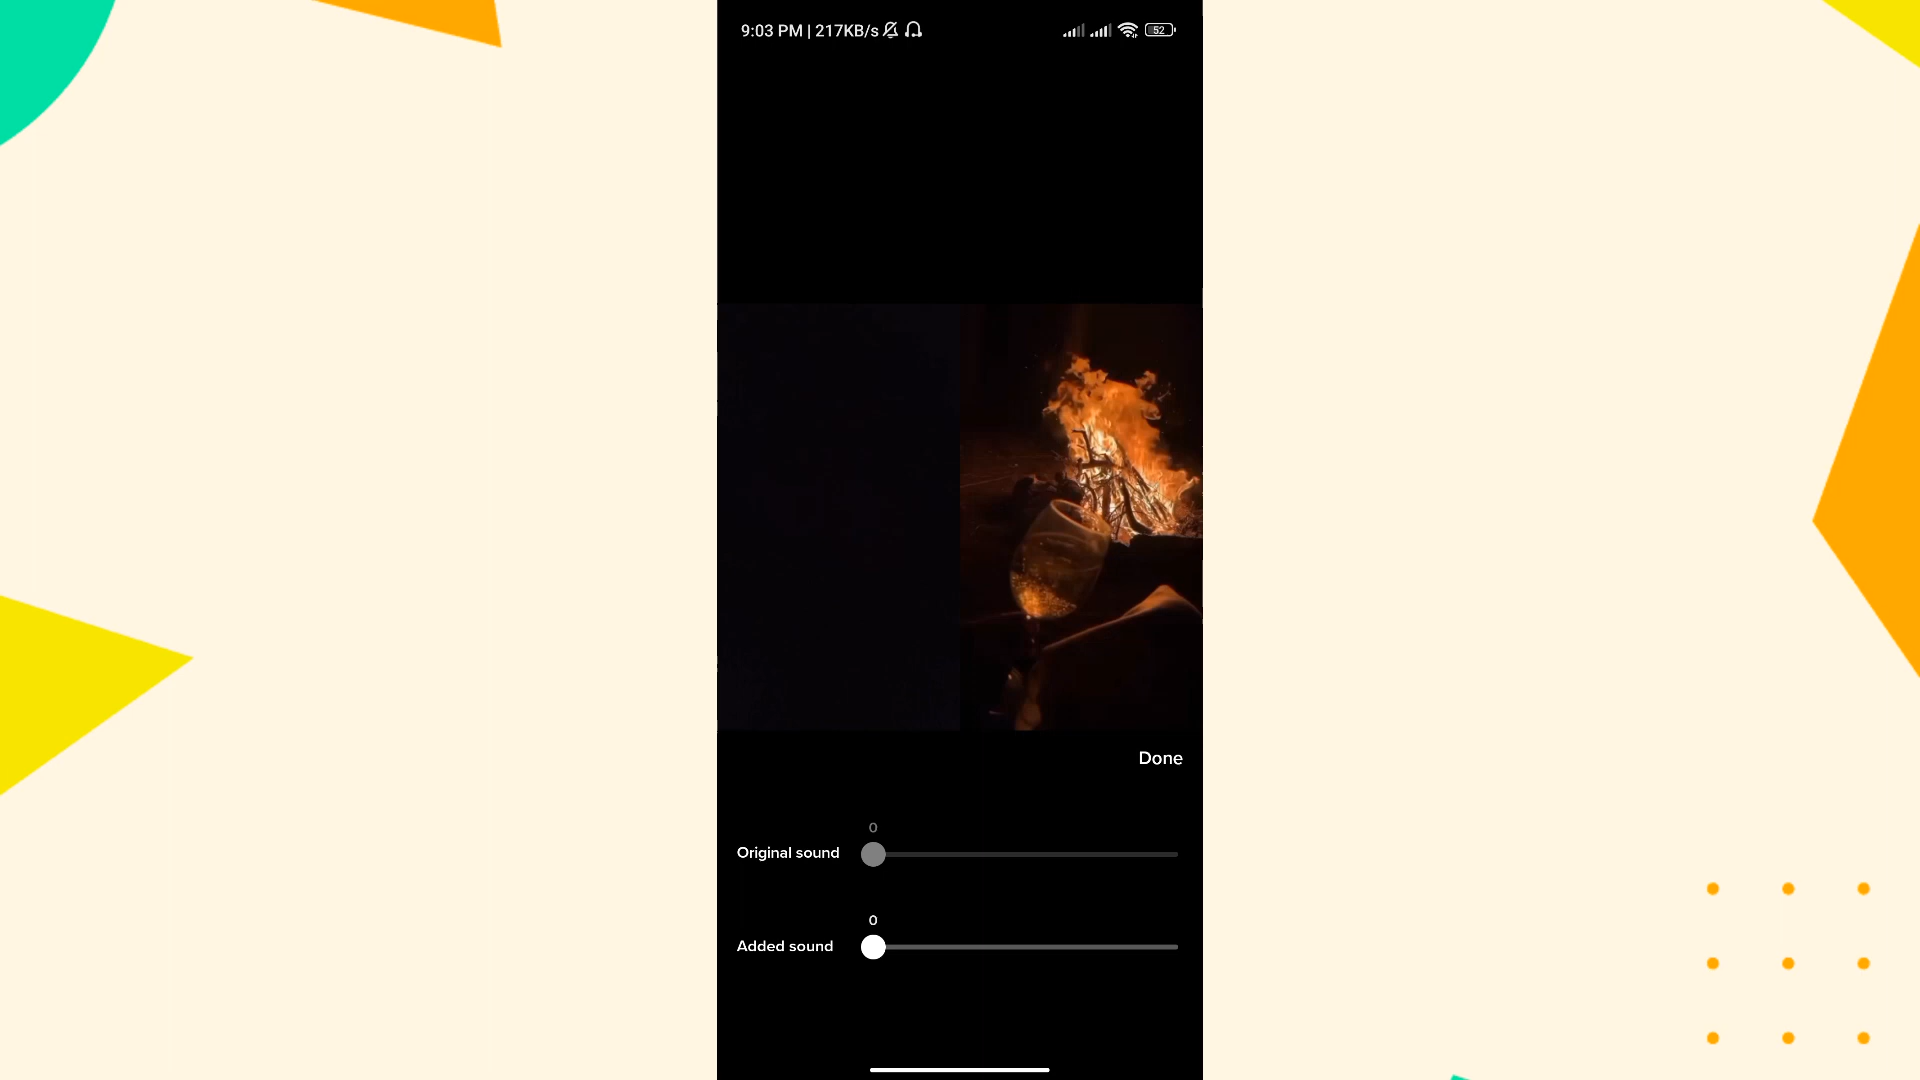 9:03 PM | 217KB/s
52
Done
0
Original sound
0
Added sound